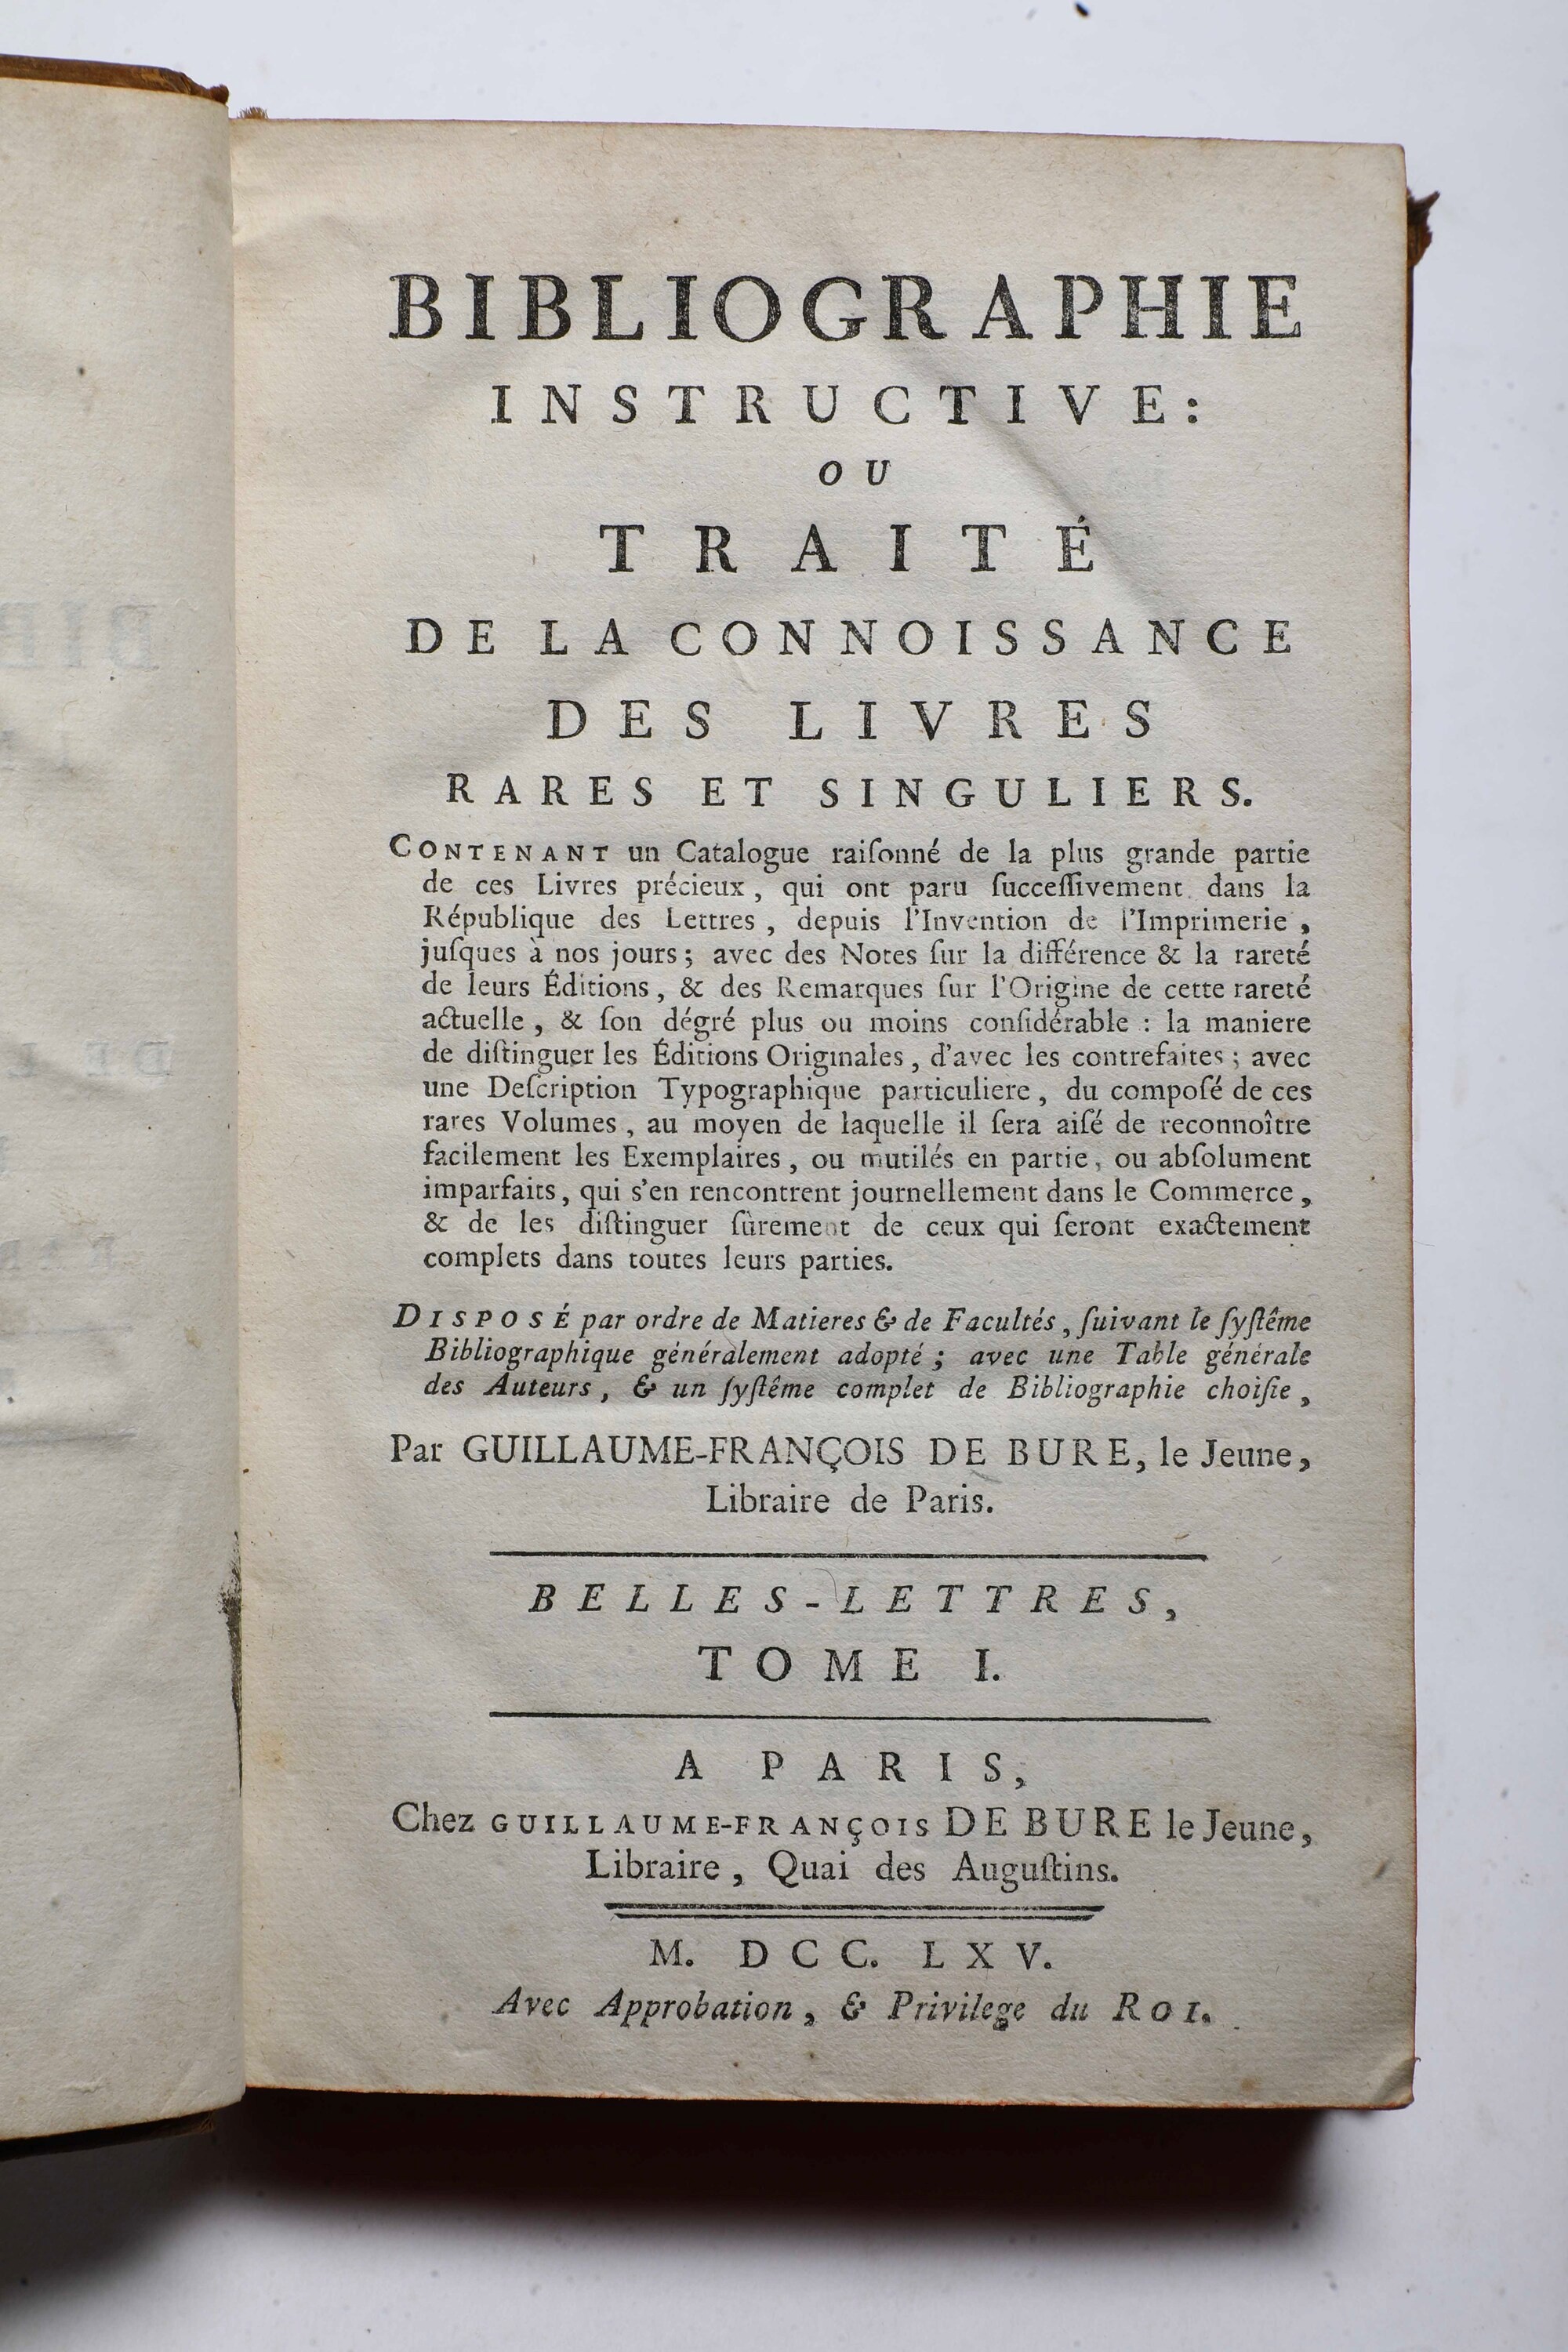 BIBLIOGRAPHIE
INSTRUCTIVE:
OU
TRAITÉ
DE LA CONNOISSANCE
DES LIVRES
RARES ET SINGULIERS.
CONTENANT un Catalogue raiſonné de la plus grande partie
de ces Livres précieux, qui ont paru ſucceſſivement dans la
République des Lettres, depuis l'Invention de l'Imprimerie,
juſques à nos jours; avec des Notes ſur la différence & la rareté
de leurs Éditions, & des Remarques ſur l'Origine de cette rareté
actuelle, & ſon dégré plus ou moins conſidérable : la maniere
de diſtinguer les Éditions Originales, d'avec les contrefaites; avec
une Deſcription Typographique particuliere, du compoſé de ces
rares Volumes, au moyen de laquelle il ſera aiſé de reconnoître
facilement les Exemplaires, ou mutilés en partie, ou abſolument
imparfaits, qui s'en rencontrent journellement dans le Commerce,
& de les diſtinguer ſûrement de ceux qui ſeront exactement
complets dans toutes leurs parties.
DISPOSÉ par ordre de Matieres & de Facultés, ſuivant le ſyſtême
Bibliographique généralement adopté; avec une Table générale
des Auteurs, & un ſyſtême complet de Bibliographie choiſie,
Par GUILLAUME-FRANÇOIS DE BURE, le Jeune,
Libraire de Paris.
BELLES-LETTRES,
TOME I.
A PARIS,
Chez GUILLAUME-FRANÇOIS DE BURE le Jeune,
Libraire, Quai des Auguſtins.
M. DCC. LXV.
Avec Approbation, & Privilege du ROI.